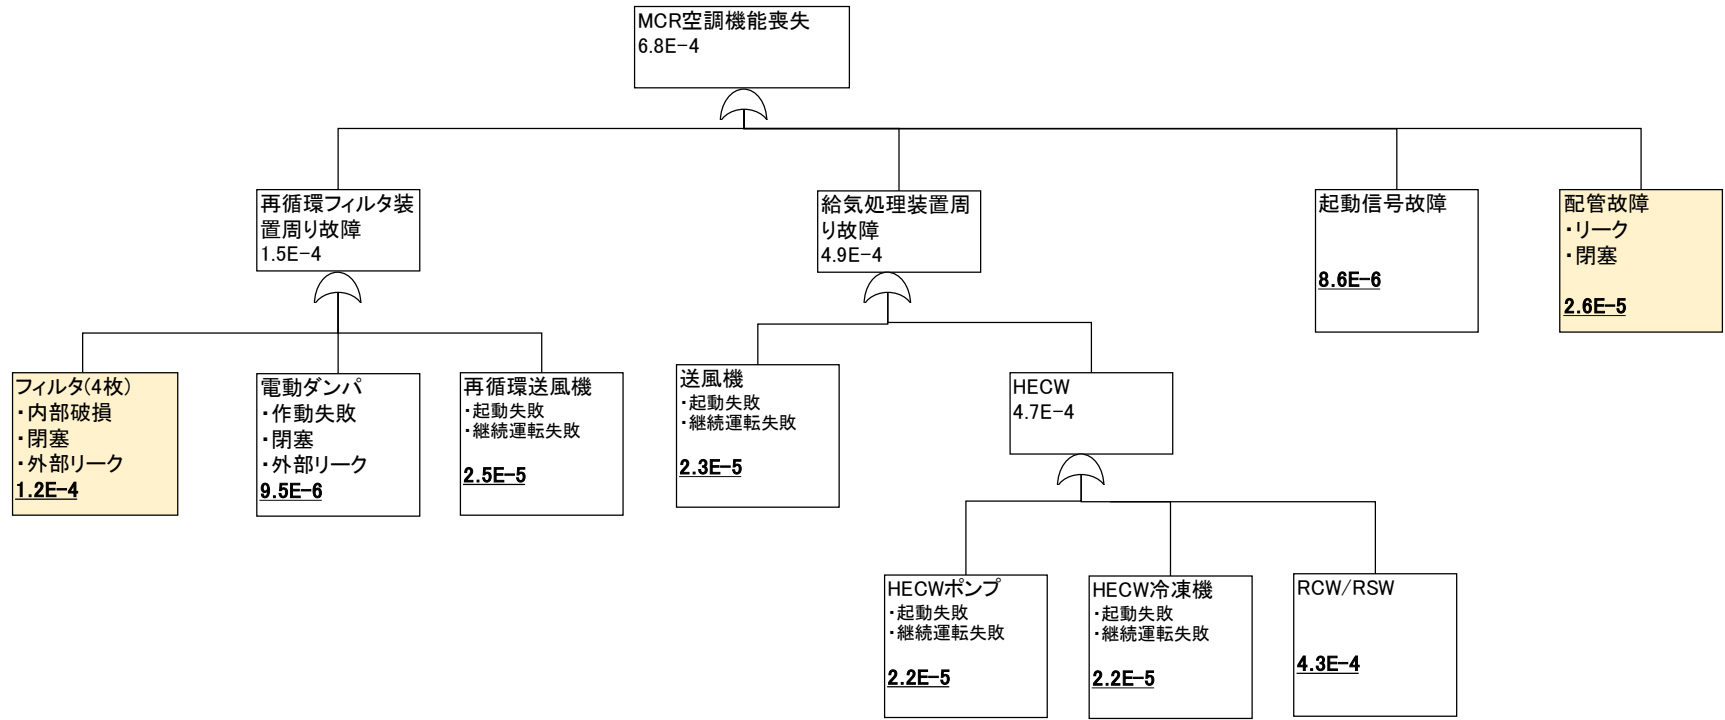 MCR空調機能喪失
6.8E-4
再循環フィルタ装
置周り故障
1.5E-4
給気処理装置周
り故障
4.9E-4
起動信号故障
8.6E-6
配管故障
・リーク
・閉塞
2.6E-5
フィルタ(4枚)
・内部破損
・閉塞
・外部リーク
1.2E-4
電動ダンパ
・作動失敗
・閉塞
・外部リーク
9.5E-6
再循環送風機
・起動失敗
・継続運転失敗
2.5E-5
送風機
・起動失敗
・継続運転失敗
2.3E-5
HECW
4.7E-4
HECWポンプ
・起動失敗
・継続運転失敗
2.2E-5
HECW冷凍機
・起動失敗
・継続運転失敗
2.2E-5
RCW/RSW
4.3E-4